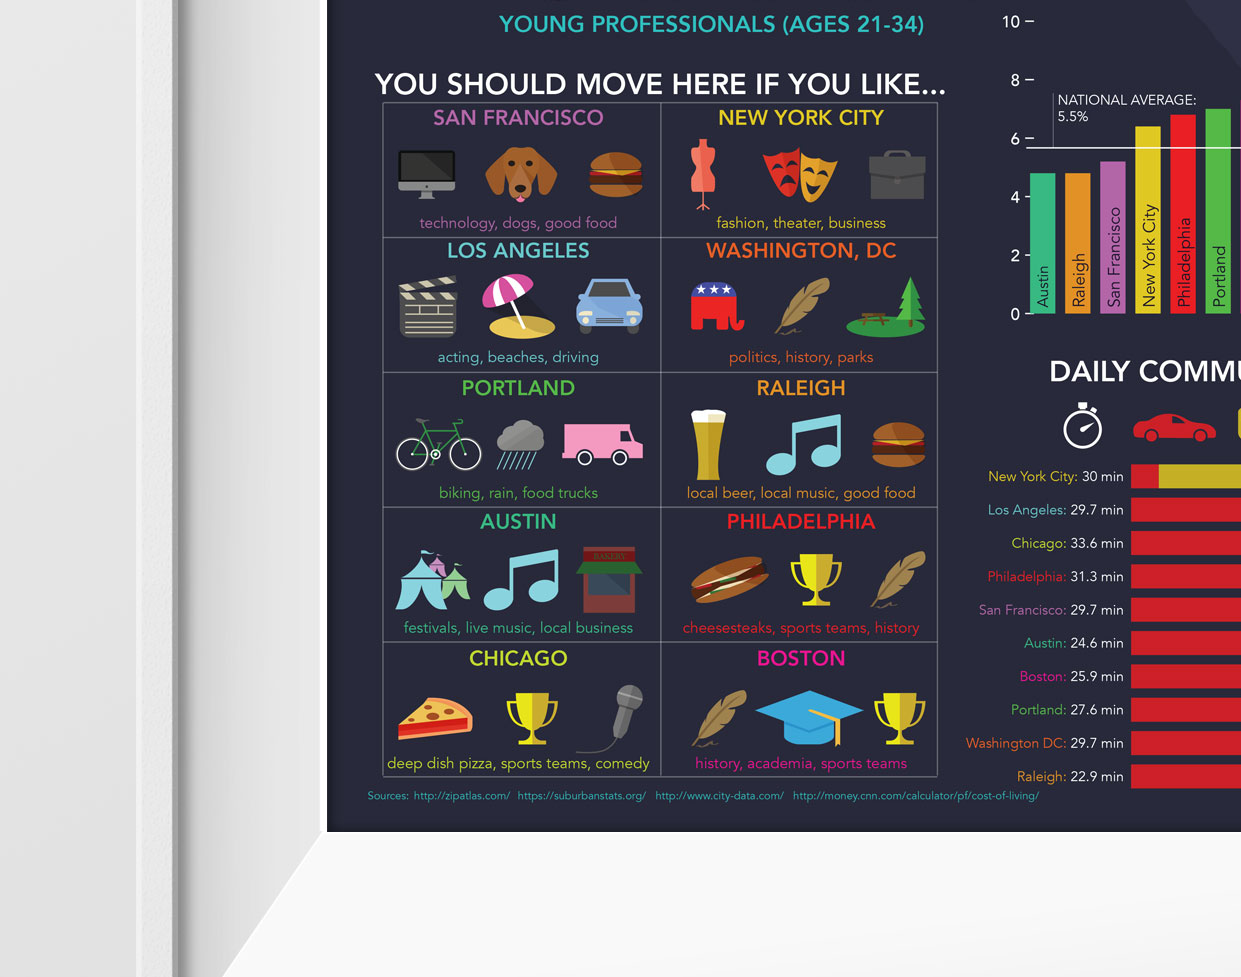 YOUNG PROFESSIONALS (AGES 21-34)
YOU SHOULD MOVE HERE IF YOU LIKE...
SAN FRANCISCO
technology, dogs, good food
NEW YORK CITY
fashion, theater, business
LOS ANGELES
acting, beaches, driving
WASHINGTON, DC
politics, history, parks
PORTLAND
biking, rain, food trucks
RALEIGH
local beer, local music, good food
AUSTIN
BAKERY
festivals, live music, local business
PHILADELPHIA
cheesesteaks, sports teams, history
CHICAGO
deep dish pizza, sports teams, comedy
BOSTON
history, academia, sports teams
Sources: http://zipatlas.com/ https://suburbanstats.org/ http://www.city-data.com/ http://money.cnn.com/calculator/pf/cost-of-living/
10
8
NATIONAL AVERAGE:
5.5%
6
4
2
0
Austin
Raleigh
San Francisco
New York City
Philadelphia
Portland
DAILY COMMU
New York City: 30 min
Los Angeles: 29.7 min
Chicago: 33.6 min
Philadelphia: 31.3 min
San Francisco: 29.7 min
Austin: 24.6 min
Boston: 25.9 min
Portland: 27.6 min
Washington DC: 29.7 min
Raleigh: 22.9 min